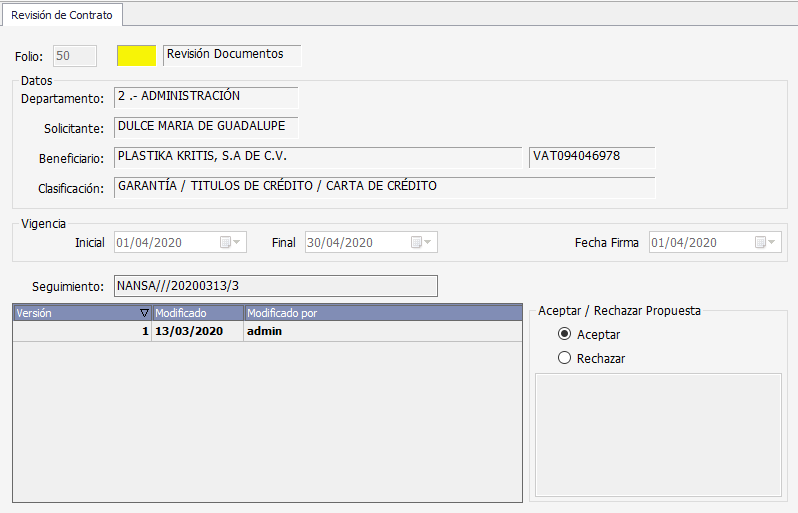 Revisión de Contrato
Folio: 50 Revisión Documentos
Datos
Departamento: 2 .- ADMINISTRACIÓN
Solicitante: DULCE MARIA DE GUADALUPE
Beneficiario: PLASTIKA KRITIS, S.A DE C.V. VAT094046978
Clasificación: GARANTÍA / TITULOS DE CRÉDITO / CARTA DE CRÉDITO
Vigencia
Inicial 01/04/2020 Final 30/04/2020 Fecha Firma 01/04/2020
Seguimiento: NANSA///20200313/3
Versión Modificado Modificado por
1 13/03/2020 admin
Aceptar / Rechazar Propuesta
Aceptar
Rechazar